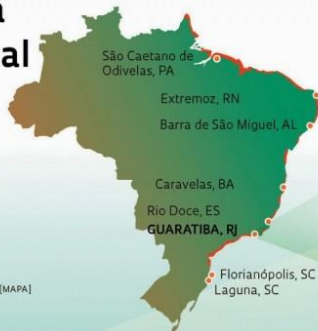 a
al
São Caetano de
Odivelas, PA
Extremoz, RN
Barra de São Miguel, AL
Caravelas, BA
Rio Doce, ES
GUARATIBA, RJ
Florianópolis, SC
Laguna, SC
[MAPA]